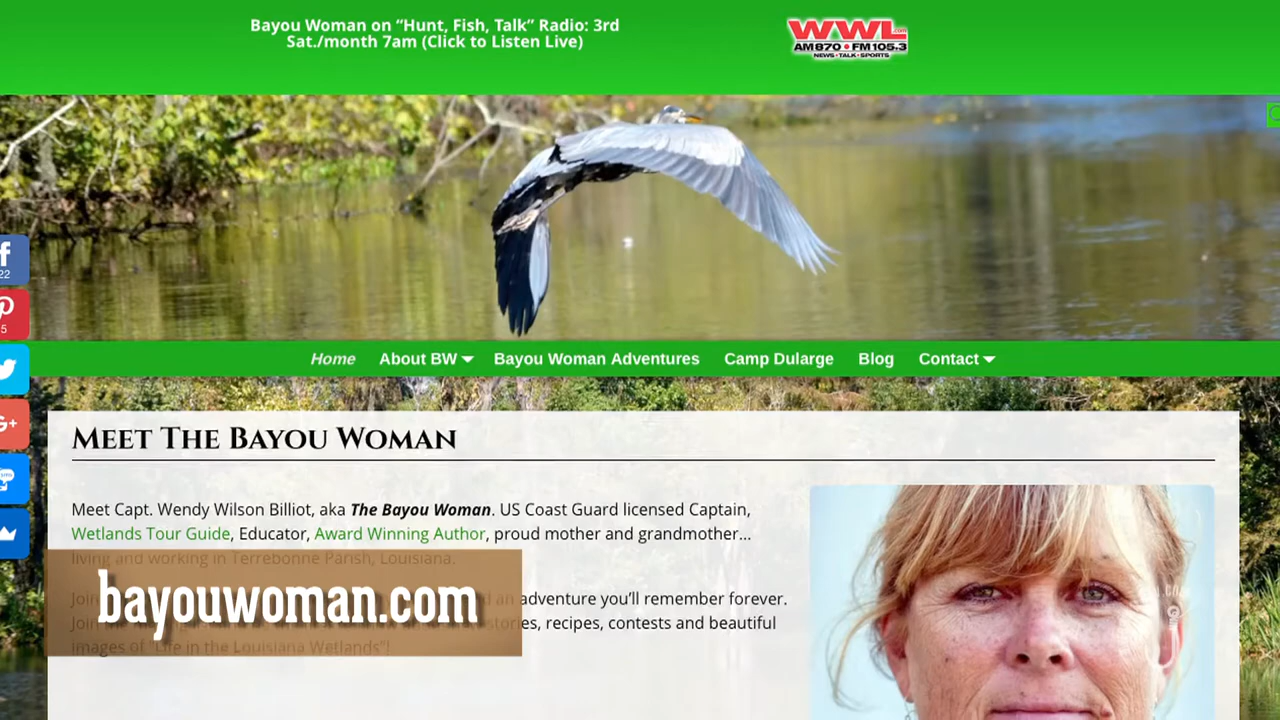 Bayou Woman on “Hunt, Fish, Talk” Radio: 3rd
Sat./month 7am (Click to Listen Live)
WWL.com
AM870 FM105.3
NEWS • TALK • SPORTS
f
22
5
G+
Home About BW Bayou Woman Adventures Camp Dularge Blog Contact
Meet The Bayou Woman
Meet Capt. Wendy Wilson Billiot, aka The Bayou Woman. US Coast Guard licensed Captain,
Wetlands Tour Guide, Educator, Award Winning Author, proud mother and grandmother...
living and working in Terrebonne Parish, Louisiana.
an adventure you’ll remember forever.
recipes, contests and beautiful
images of “Life in the Louisiana Wetlands”!
bayouwoman.com